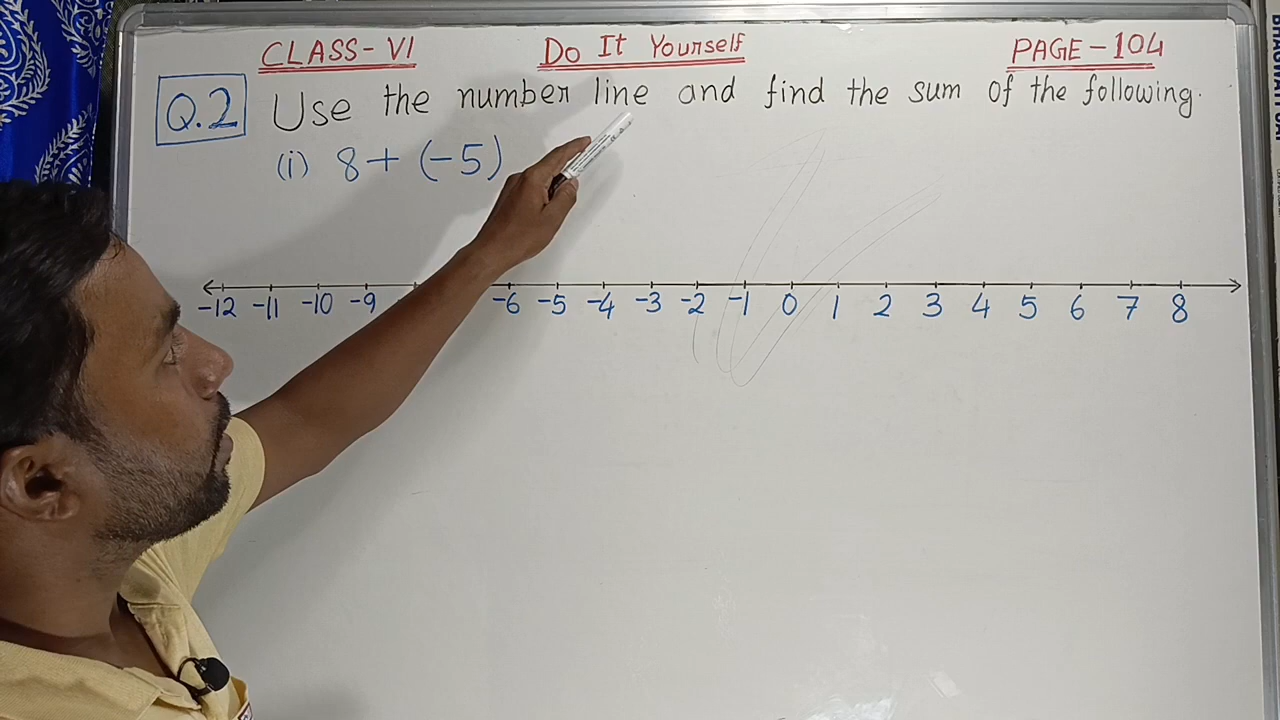 CLASS-VI Do It Yourself PAGE-104
Q.2 Use the number line and find the sum of the following.
(i) 8+(-5)
-12 -11 -10 -9 -6 -5 -4 -3 -2 -1 0 1 2 3 4 5 6 7 8